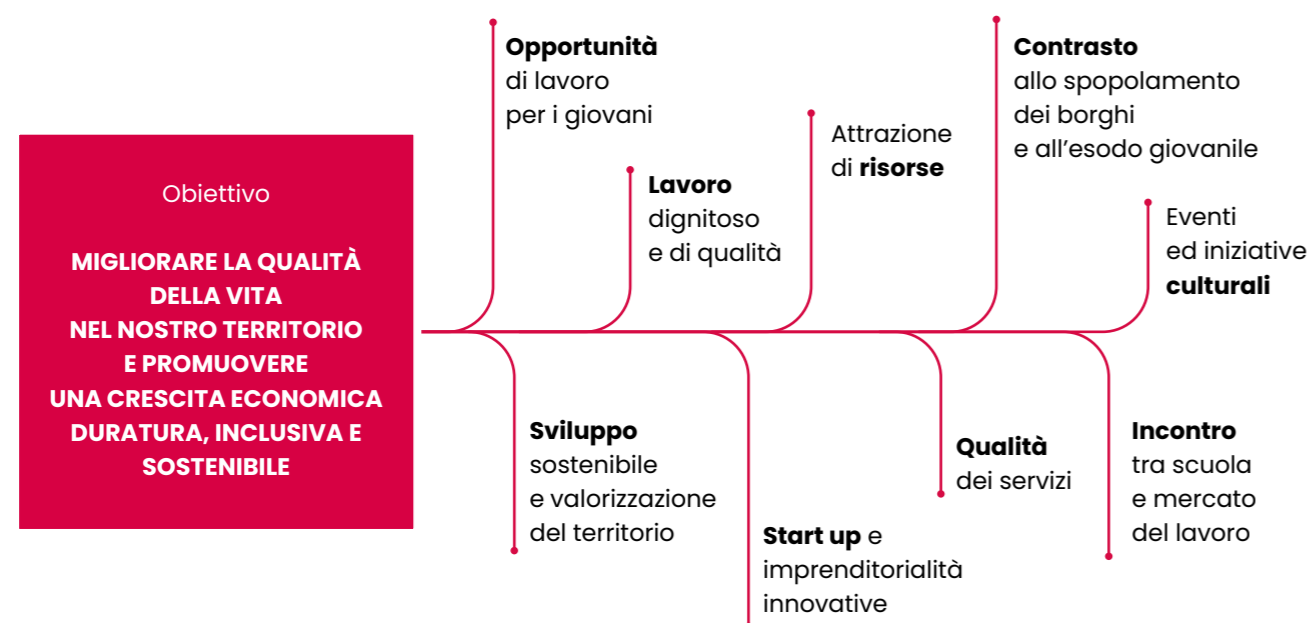 Obiettivo
MIGLIORARE LA QUALITÀ
DELLA VITA
NEL NOSTRO TERRITORIO
E PROMUOVERE
UNA CRESCITA ECONOMICA
DURATURA, INCLUSIVA E
SOSTENIBILE
Opportunità
di lavoro
per i giovani
Lavoro
dignitoso
e di qualità
Attrazione
di risorse
Contrasto
allo spopolamento
dei borghi
e all’esodo giovanile
Eventi
ed iniziative
culturali
Sviluppo
sostenibile
e valorizzazione
del territorio
Start up e
imprenditorialità
innovative
Qualità
dei servizi
Incontro
tra scuola
e mercato
del lavoro